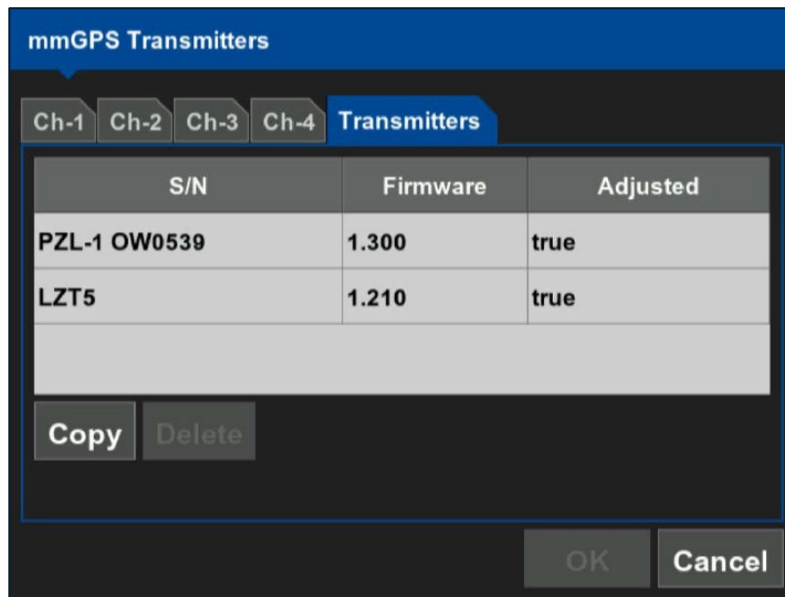 mmGPS Transmitters
Ch-1 Ch-2 Ch-3 Ch-4 Transmitters
S/N Firmware Adjusted
PZL-1 OW0539 1.300 true
LZT5 1.210 true
Copy Delete
OK Cancel